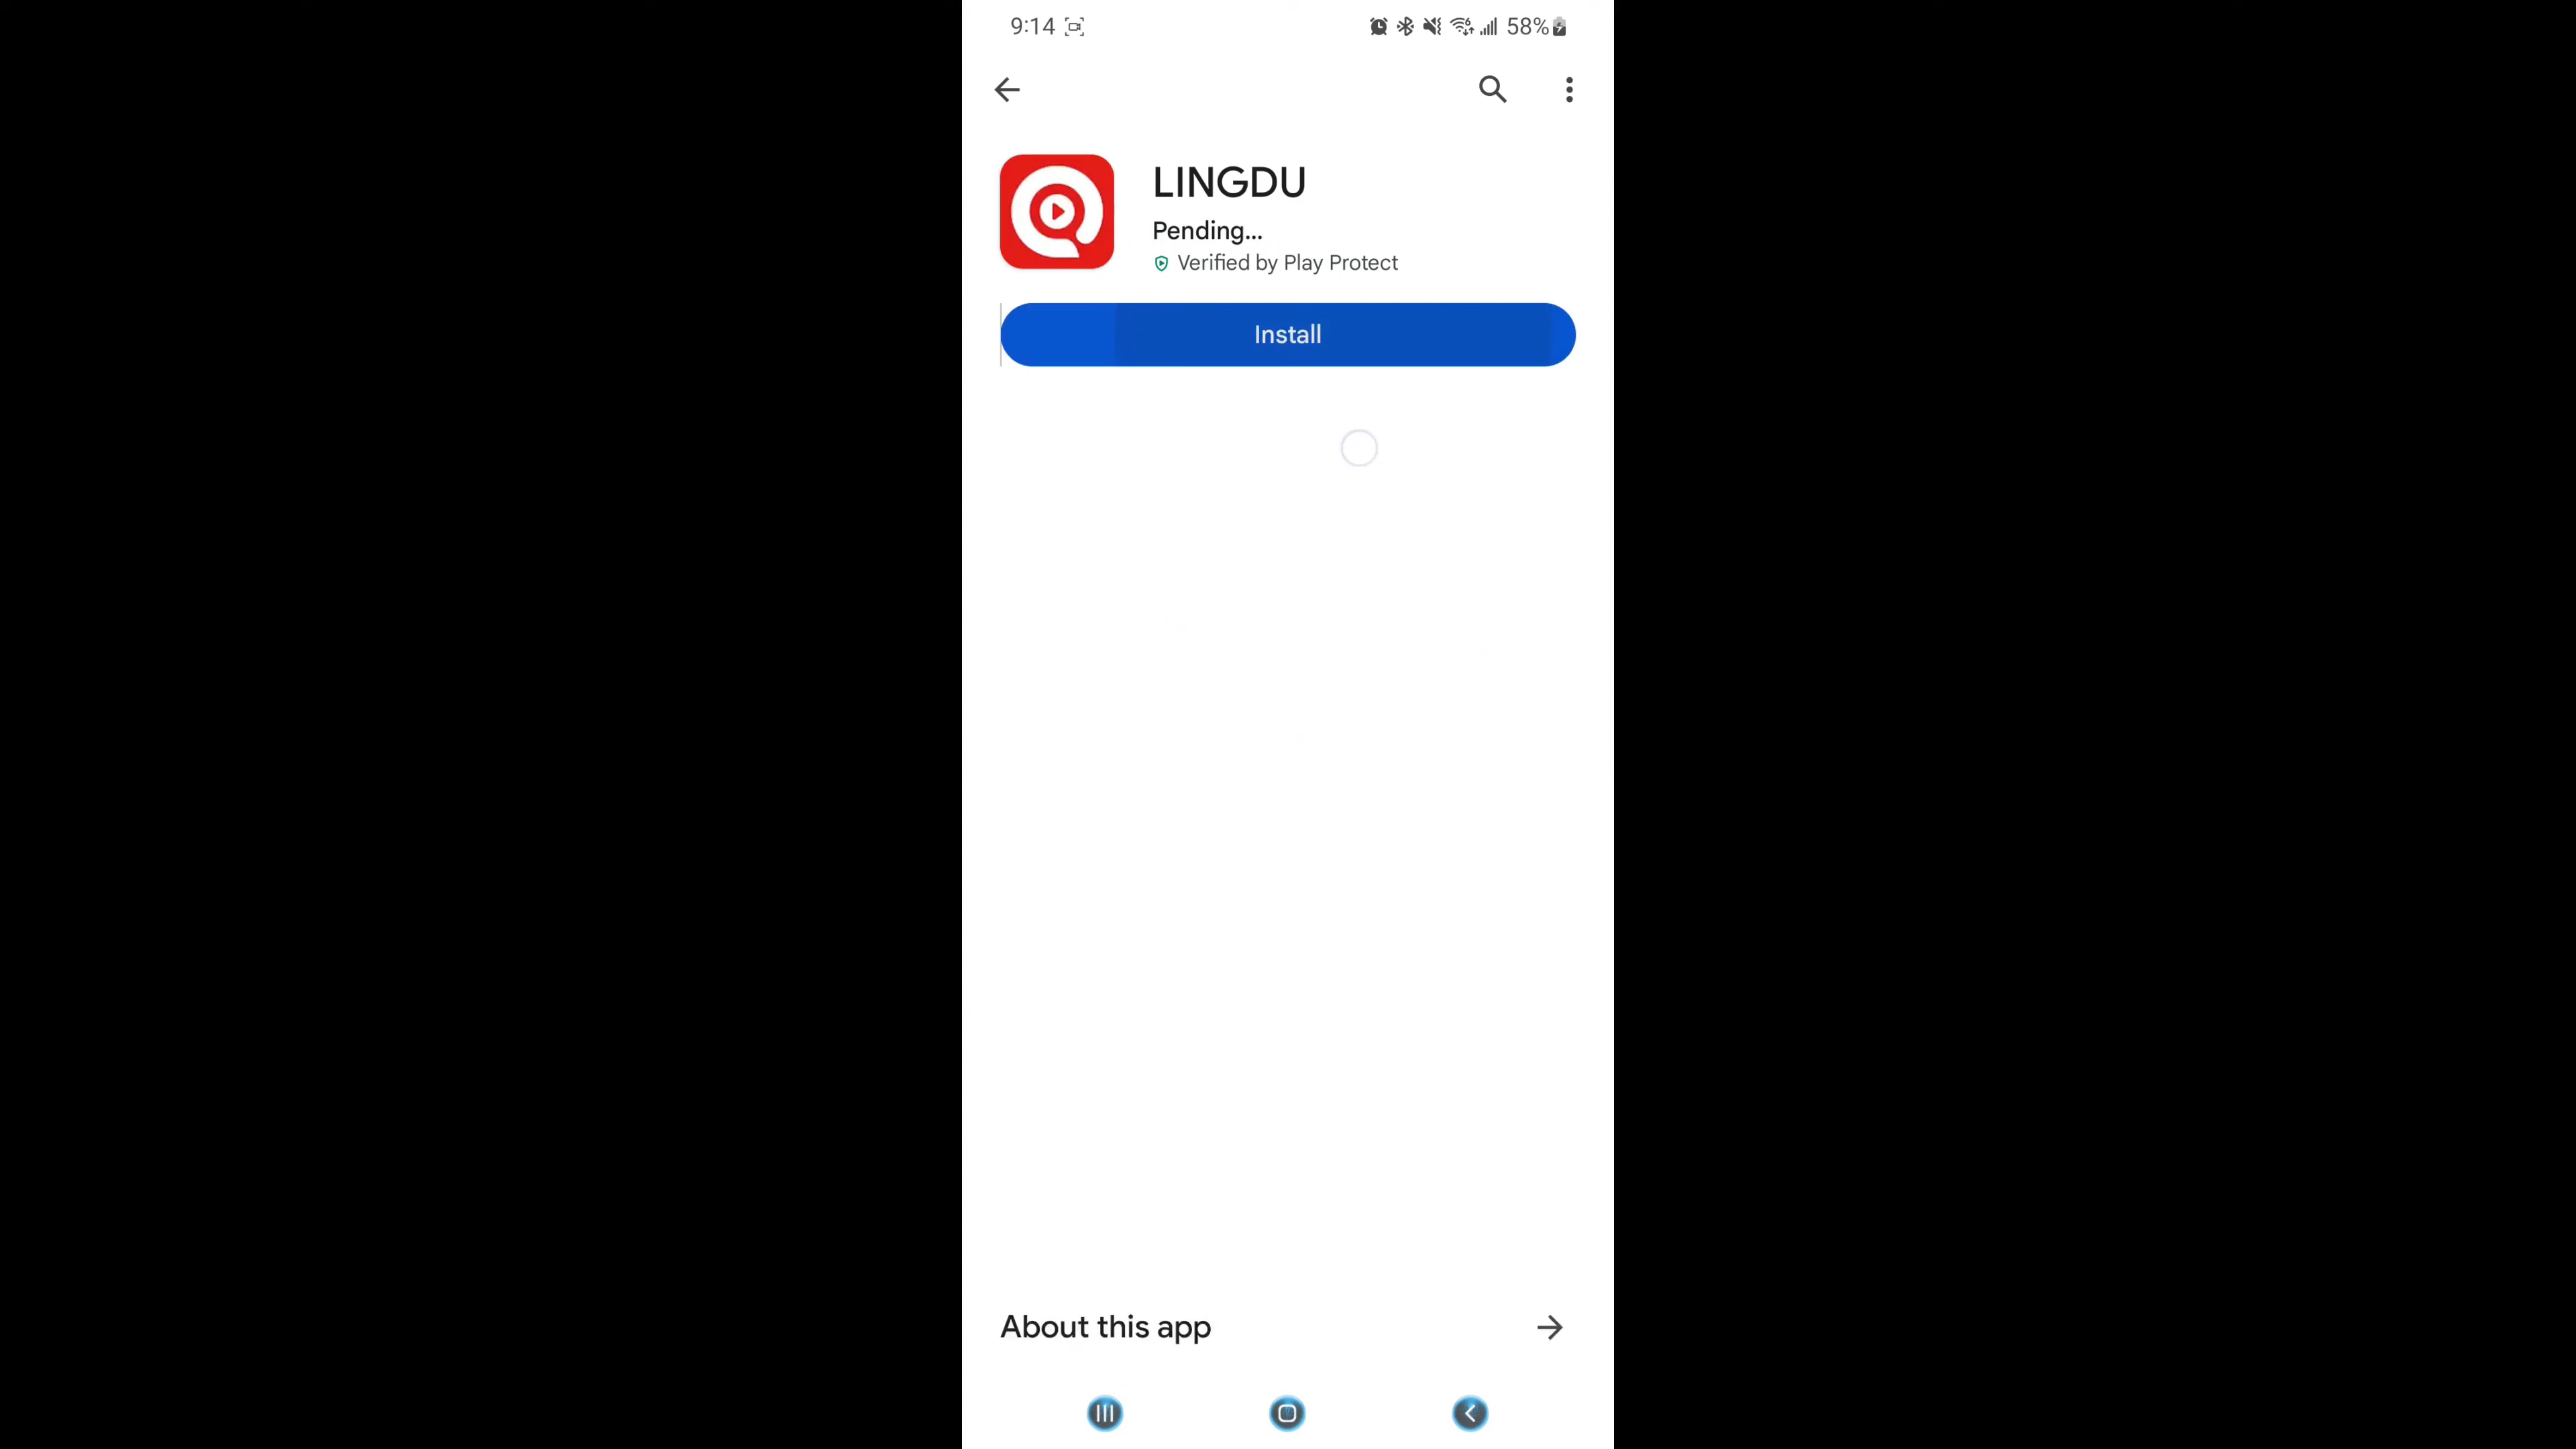 9:14
58%
LINGDU
Pending...
Verified by Play Protect
Install
About this app